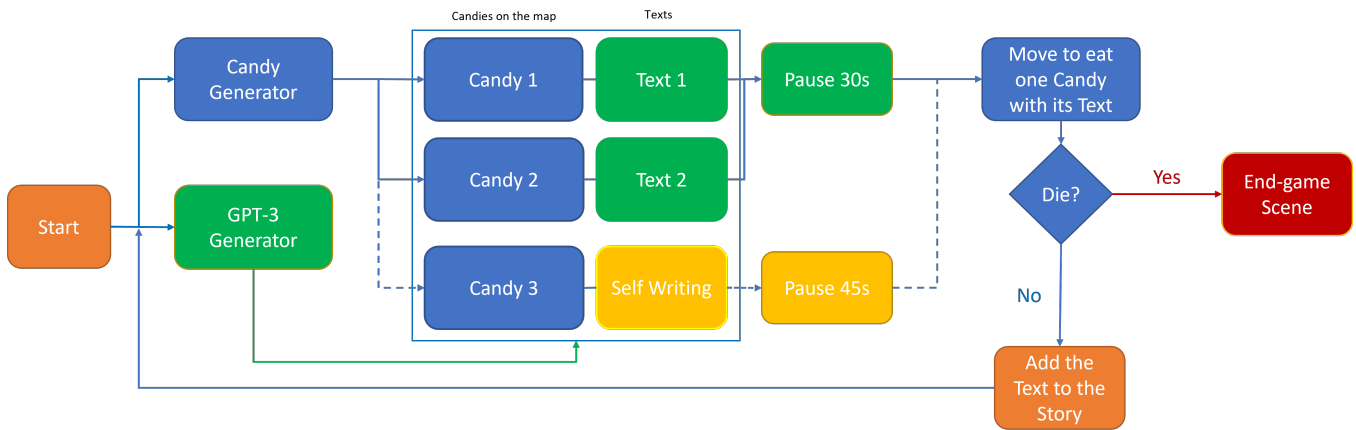 Candies on the map
Texts
Candy
Generator
Candy 1
Text 1
Pause 30s
Move to eat
one Candy
with its Text
Candy 2
Text 2
Die?
Yes
End-game
Scene
Start
GPT-3
Generator
Candy 3
Self Writing
Pause 45s
No
Add the
Text to the
Story